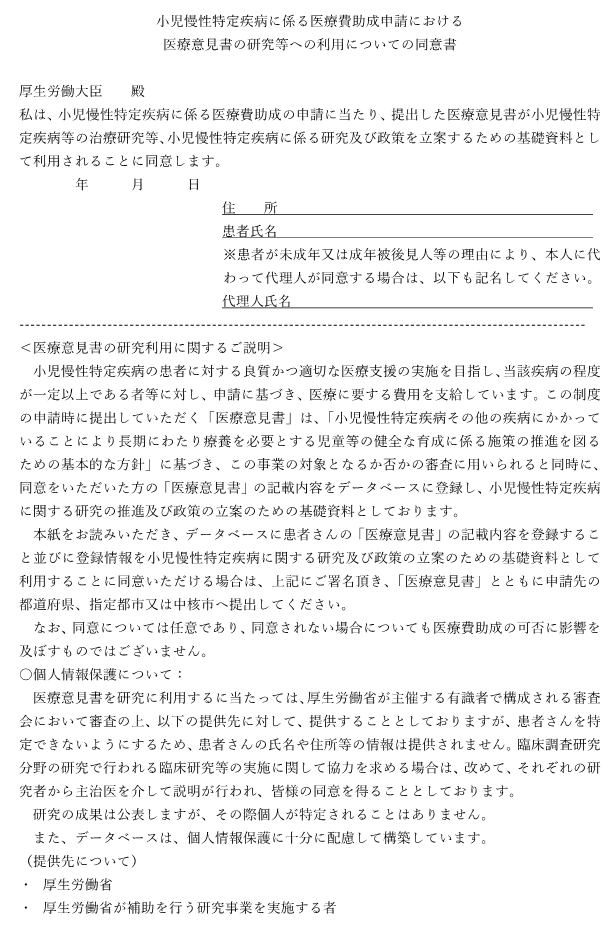 小児慢性特定疾病に係る医療費助成申請における
医療意見書の研究等への利用についての同意書
厚生労働大臣　　殿
私は、小児慢性特定疾病に係る医療費助成の申請に当たり、提出した医療意見書が小児慢性特
定疾病等の治療研究等、小児慢性特定疾病に係る研究及び政策を立案するための基礎資料とし
て利用されることに同意します。
年　　　月　　　日
住　　所
患者氏名
※患者が未成年又は成年被後見人等の理由により、本人に代
わって代理人が同意する場合は、以下も記名してください。
代理人氏名
＜医療意見書の研究利用に関するご説明＞
　小児慢性特定疾病の患者に対する良質かつ適切な医療支援の実施を目指し、当該疾病の程度
が一定以上である者等に対し、申請に基づき、医療に要する費用を支給しています。この制度
の申請時に提出していただく「医療意見書」は、「小児慢性特定疾病その他の疾病にかかって
いることにより長期にわたり療養を必要とする児童等の健全な育成に係る施策の推進を図る
ための基本的な方針」に基づき、この事業の対象となるか否かの審査に用いられると同時に、
同意をいただいた方の「医療意見書」の記載内容をデータベースに登録し、小児慢性特定疾病
に関する研究の推進及び政策の立案のための基礎資料としております。
　本紙をお読みいただき、データベースに患者さんの「医療意見書」の記載内容を登録するこ
と並びに登録情報を小児慢性特定疾病に関する研究及び政策の立案のための基礎資料として
利用することに同意いただける場合は、上記にご署名頂き、「医療意見書」とともに申請先の
都道府県、指定都市又は中核市へ提出してください。
　なお、同意については任意であり、同意されない場合についても医療費助成の可否に影響を
及ぼすものではございません。
○個人情報保護について：
　医療意見書を研究に利用するに当たっては、厚生労働省が主催する有識者で構成される審査
会において審査の上、以下の提供先に対して、提供することとしておりますが、患者さんを特
定できないようにするため、患者さんの氏名や住所等の情報は提供されません。臨床調査研究
分野の研究で行われる臨床研究等の実施に関して協力を求める場合は、改めて、それぞれの研
究者から主治医を介して説明が行われ、皆様の同意を得ることとしております。
　研究の成果は公表しますが、その際個人が特定されることはありません。
　また、データベースは、個人情報保護に十分に配慮して構築しています。
（提供先について）
・　厚生労働省
・　厚生労働省が補助を行う研究事業を実施する者